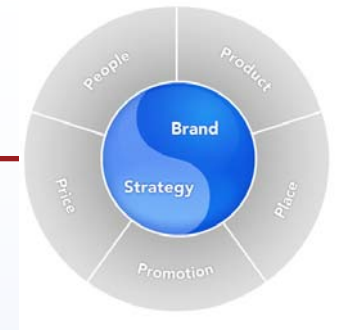 People
Product
Brand
Strategy
Price
Place
Promotion